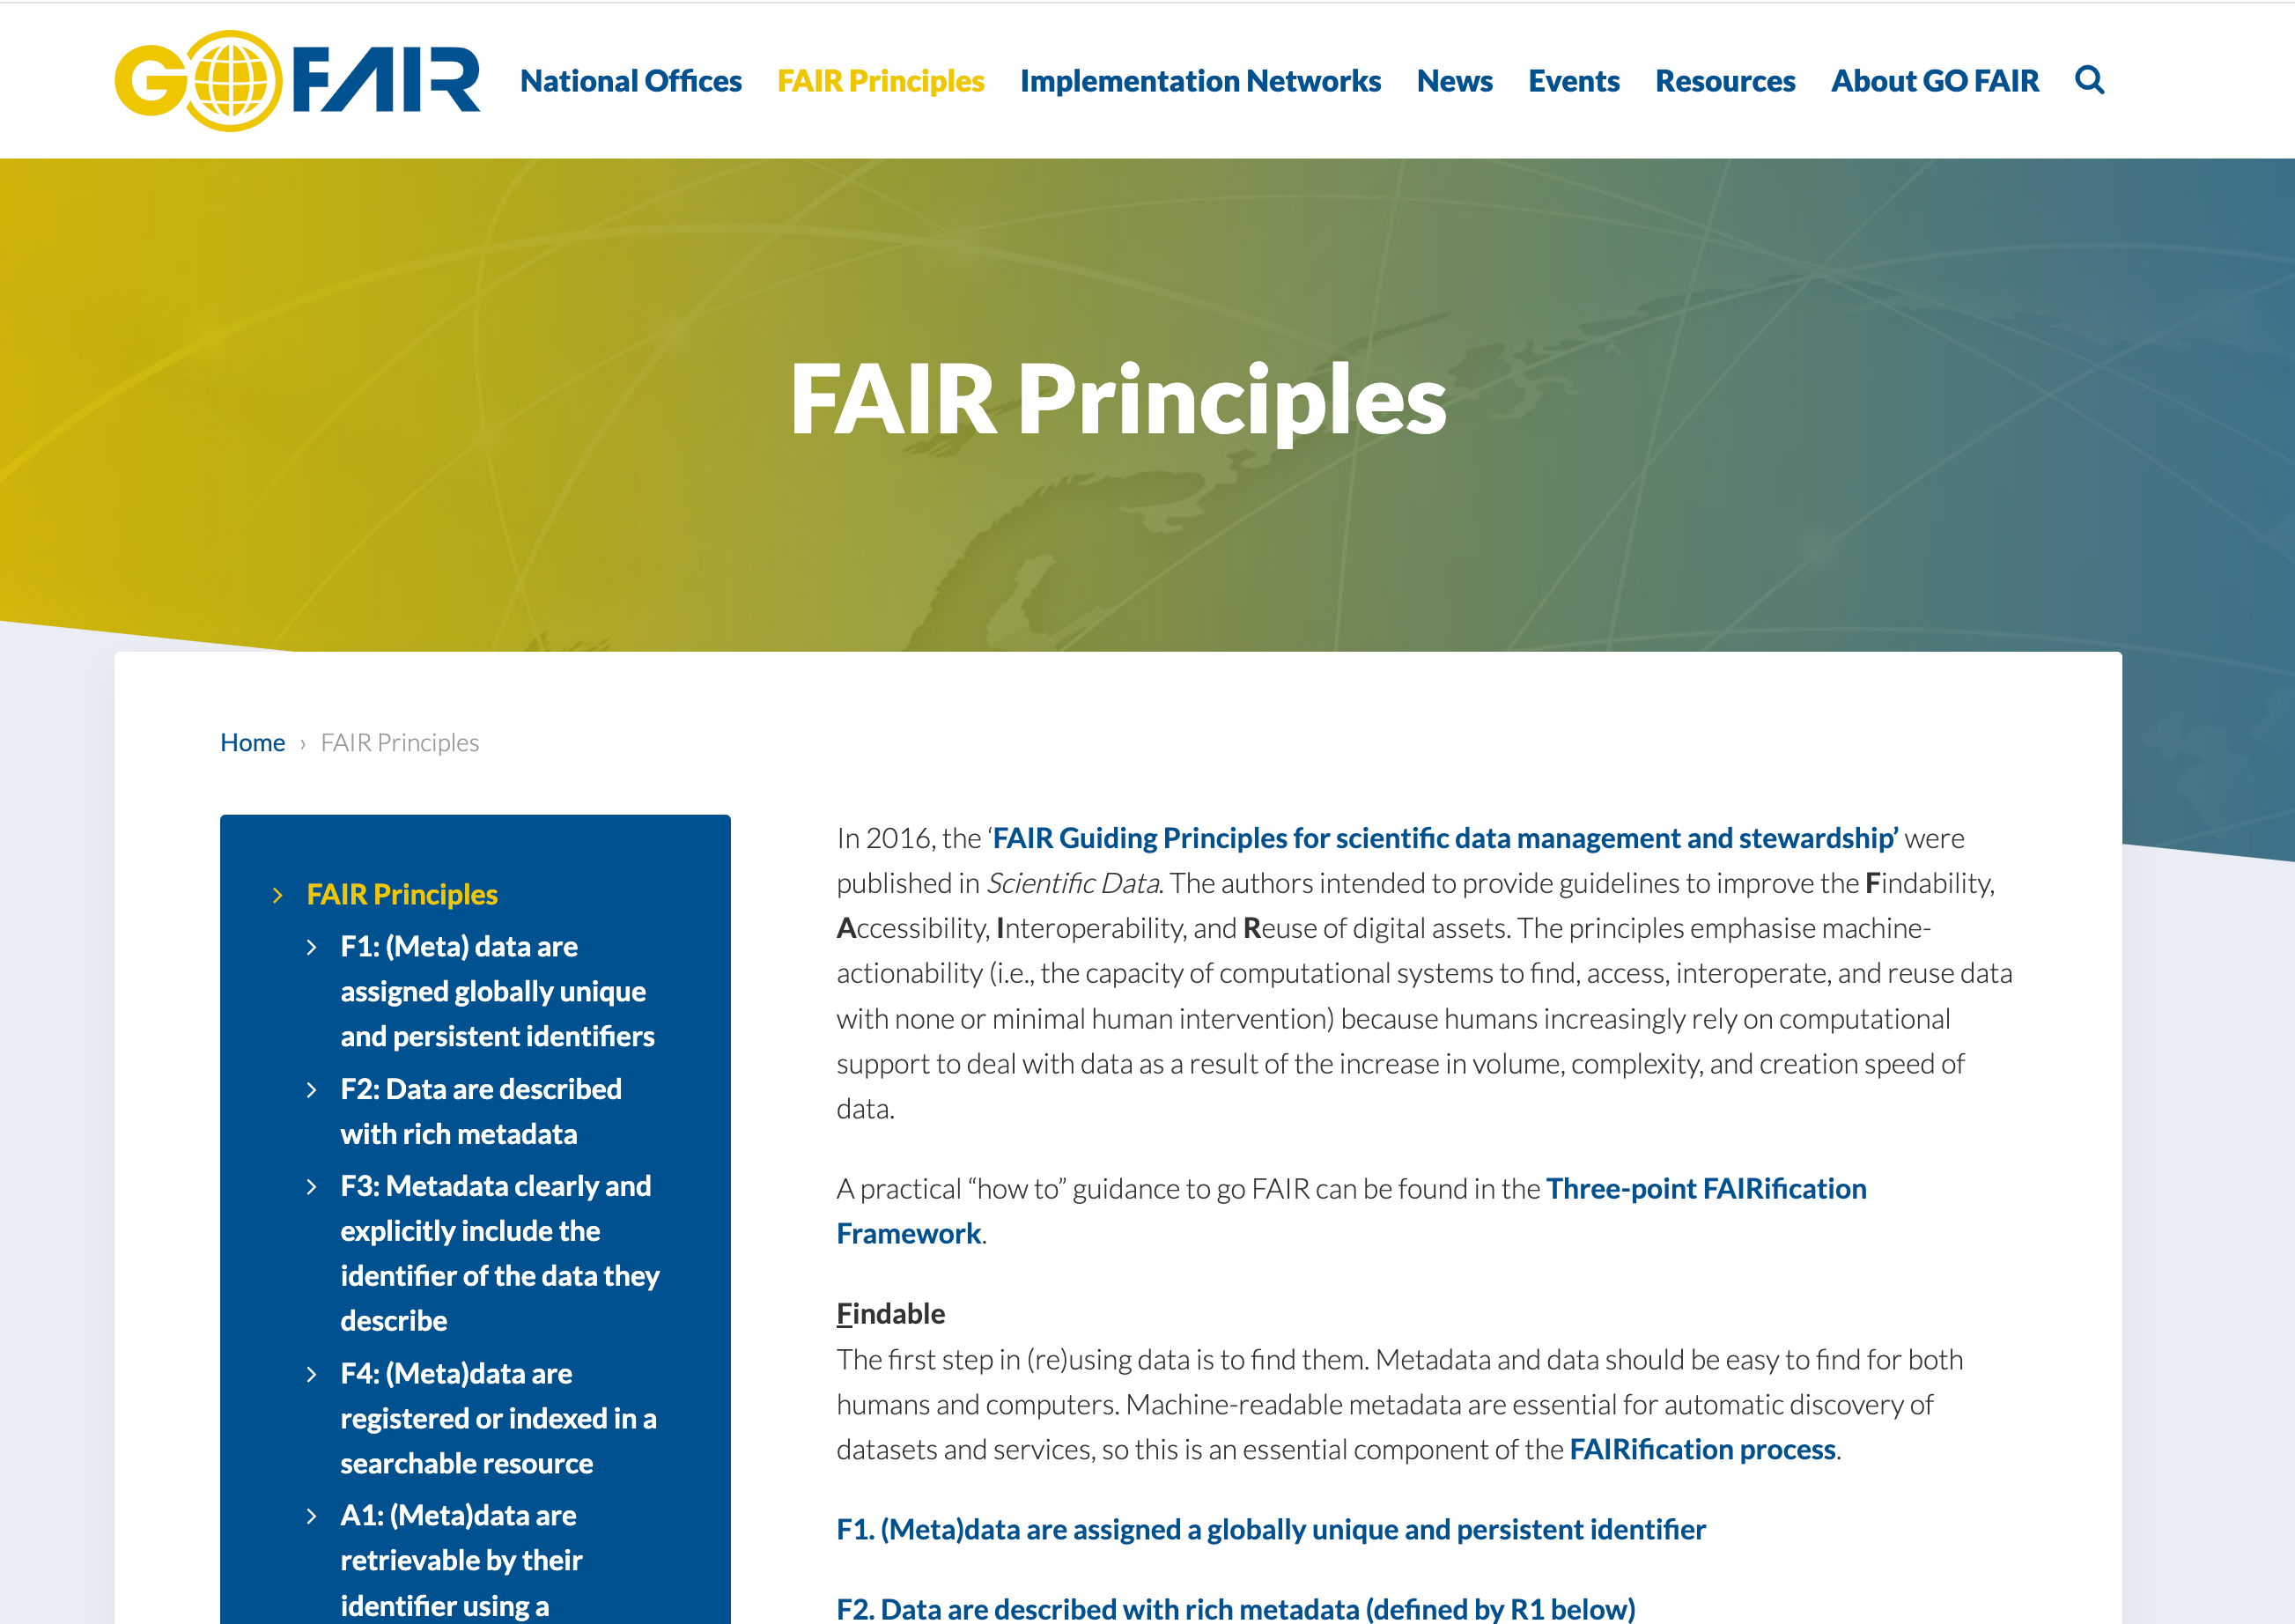 GO FAIR
National Offices
FAIR Principles
Implementation Networks
News
Events
Resources
About GO FAIR
FAIR Principles
Home › FAIR Principles
FAIR Principles
F1: (Meta) data are
assigned globally unique
and persistent identifiers
F2: Data are described
with rich metadata
F3: Metadata clearly and
explicitly include the
identifier of the data they
describe
F4: (Meta)data are
registered or indexed in a
searchable resource
A1: (Meta)data are
retrievable by their
identifier using a
In 2016, the ‘FAIR Guiding Principles for scientific data management and stewardship’ were
published in Scientific Data. The authors intended to provide guidelines to improve the Findability,
Accessibility, Interoperability, and Reuse of digital assets. The principles emphasise machine-
actionability (i.e., the capacity of computational systems to find, access, interoperate, and reuse data
with none or minimal human intervention) because humans increasingly rely on computational
support to deal with data as a result of the increase in volume, complexity, and creation speed of
data.
A practical “how to” guidance to go FAIR can be found in the Three-point FAIRification
Framework.
Findable
The first step in (re)using data is to find them. Metadata and data should be easy to find for both
humans and computers. Machine-readable metadata are essential for automatic discovery of
datasets and services, so this is an essential component of the FAIRification process.
F1. (Meta)data are assigned a globally unique and persistent identifier
F2. Data are described with rich metadata (defined by R1 below)